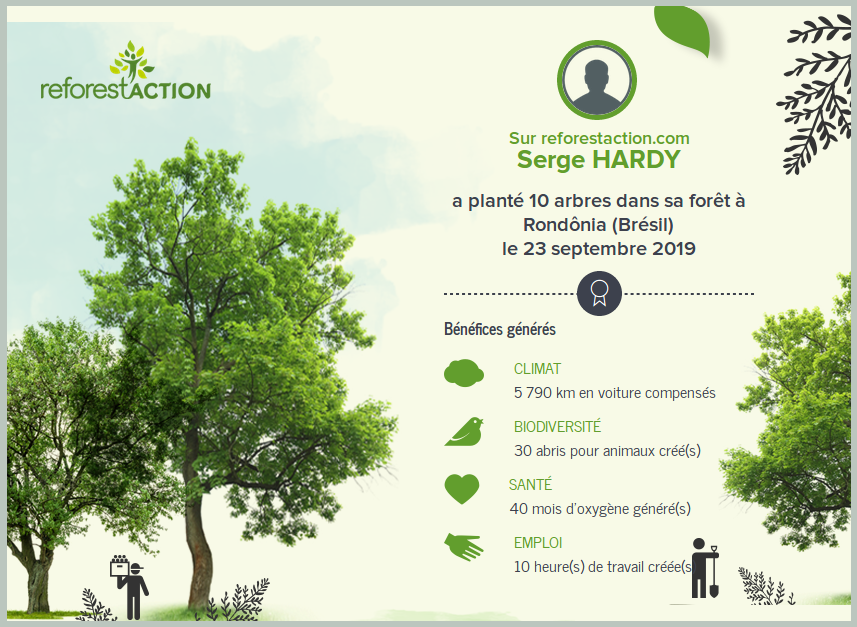 reforestACTION
Sur reforestaction.com
Serge HARDY
a planté 10 arbres dans sa forêt à
Rondônia (Brésil)
le 23 septembre 2019
Bénéfices générés
CLIMAT
5 790 km en voiture compensés
BIODIVERSITÉ
30 abris pour animaux créé(s)
SANTÉ
40 mois d'oxygène généré(s)
EMPLOI
10 heure(s) de travail créée(s